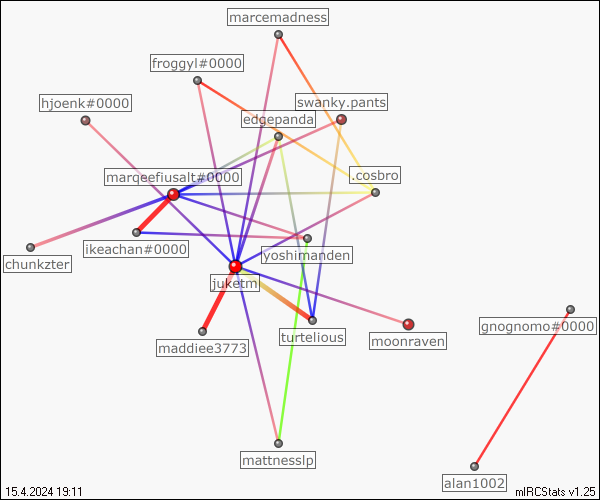 marcemadness
froggyl#0000
hjoenk#0000
swanky.pants
edgepanda
marqeefiusalt#0000
.cosbro
ikeachan#0000
yoshimanden
chunkzter
juketm
gnognomo#0000
turtelious
moonraven
maddiee3773
mattnesslp
alan1002
15.4.2024 19:11
mIRCStats v1.25